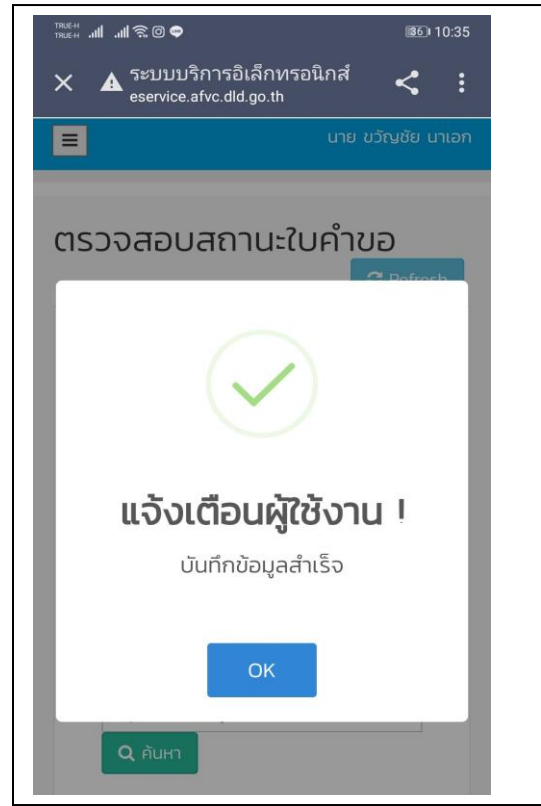 TRUE-H
TRUE-H
36 10:35
ระบบบริการอิเล็กทรอนิกส์
eservice.afvc.dld.go.th
นาย ขวัญชัย นาเอก
ตรวจสอบสถานะใบคำขอ
Refresh
แจ้งเตือนผู้ใช้งาน !
บันทึกข้อมูลสำเร็จ
OK
ค้นหา